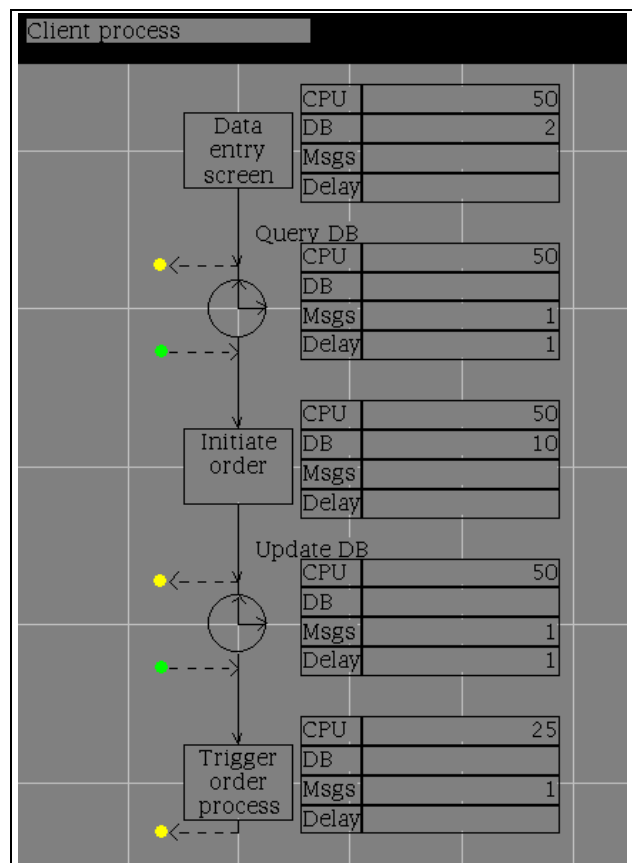 Client process
Data
entry
screen
CPU 50
DB 2
Msgs
Delay
Query DB
CPU 50
DB
Msgs 1
Delay 1
Initiate
order
CPU 50
DB 10
Msgs
Delay
Update DB
CPU 50
DB
Msgs 1
Delay 1
Trigger
order
process
CPU 25
DB
Msgs 1
Delay